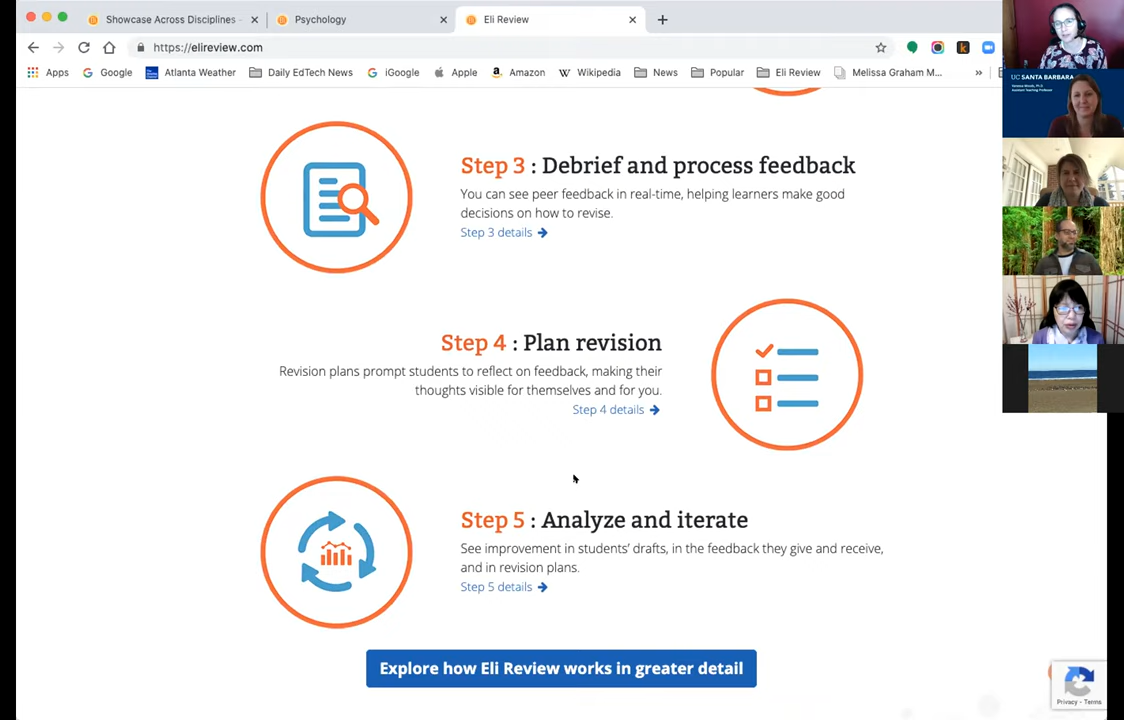 Showcase Across Disciplines -
Psychology
Eli Review
https://elireview.com
Apps
Google
Atlanta Weather
Daily EdTech News
iGoogle
Apple
Amazon
Wikipedia
News
Popular
Eli Review
Melissa Graham M...
»
UC SANTA BARBARA
Step 3 : Debrief and process feedback
You can see peer feedback in real-time, helping learners make good
decisions on how to revise.
Step 3 details
Step 4 : Plan revision
Revision plans prompt students to reflect on feedback, making their
thoughts visible for themselves and for you.
Step 4 details
Step 5 : Analyze and iterate
See improvement in students' drafts, in the feedback they give and receive,
and in revision plans.
Step 5 details
Explore how Eli Review works in greater detail
Privacy - Terms